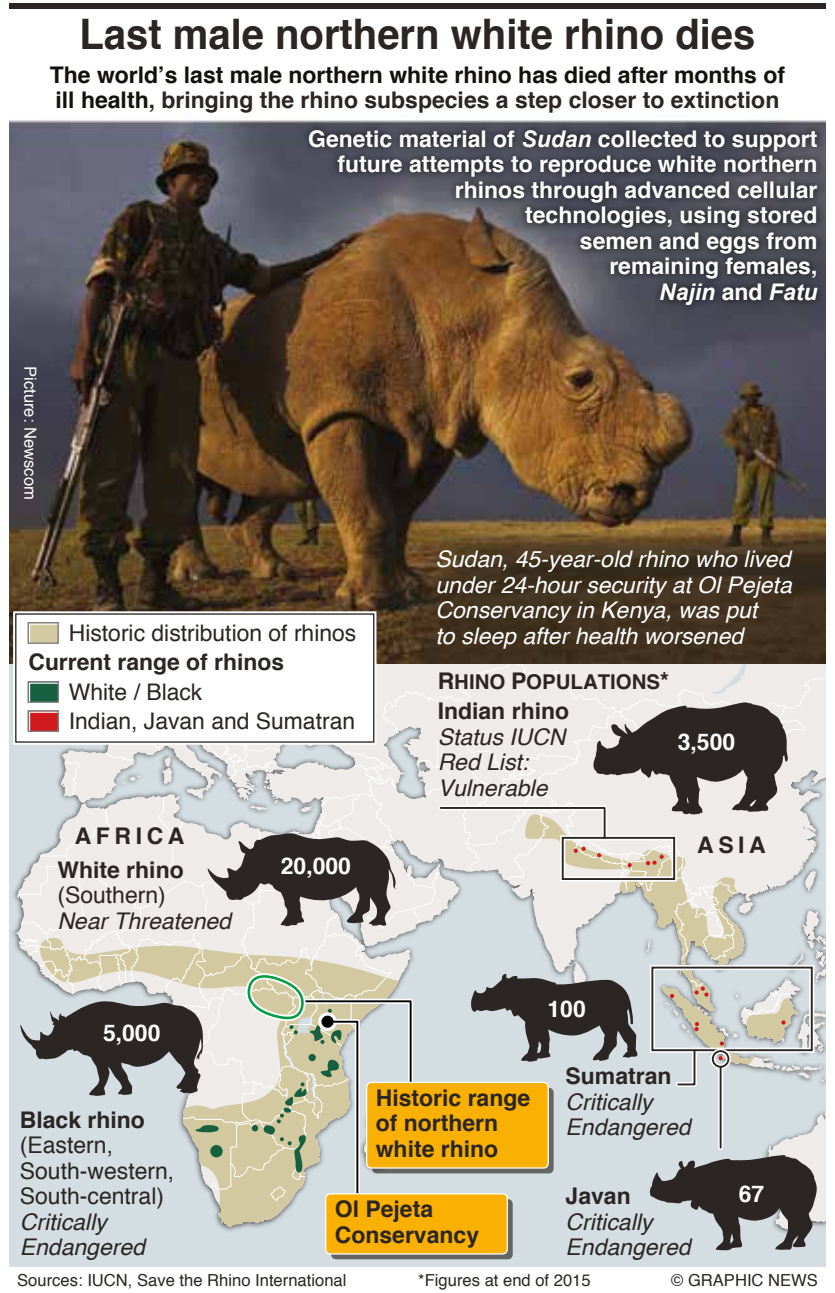 Last male northern white rhino dies
The world's last male northern white rhino has died after months of
ill health, bringing the rhino subspecies a step closer to extinction
Genetic material of Sudan collected to support
future attempts to reproduce white northern
rhinos through advanced cellular
technologies, using stored
semen and eggs from
remaining females,
Najin and Fatu
Picture: Newscom
Sudan, 45-year-old rhino who lived
under 24-hour security at Ol Pejeta
Conservancy in Kenya, was put
to sleep after health worsened
Historic distribution of rhinos
Current range of rhinos
White / Black
Indian, Javan and Sumatran
RHINO POPULATIONS*
Indian rhino
Status IUCN
Red List:
Vulnerable
3,500
AFRICA
White rhino
(Southern)
Near Threatened
20,000
ASIA
5,000
Black rhino
(Eastern,
South-western,
South-central)
Critically
Endangered
100
Sumatran
Critically
Endangered
Historic range
of northern
white rhino
Ol Pejeta
Conservancy
Javan
Critically
Endangered
67
Sources: IUCN, Save the Rhino International
*Figures at end of 2015
© GRAPHIC NEWS